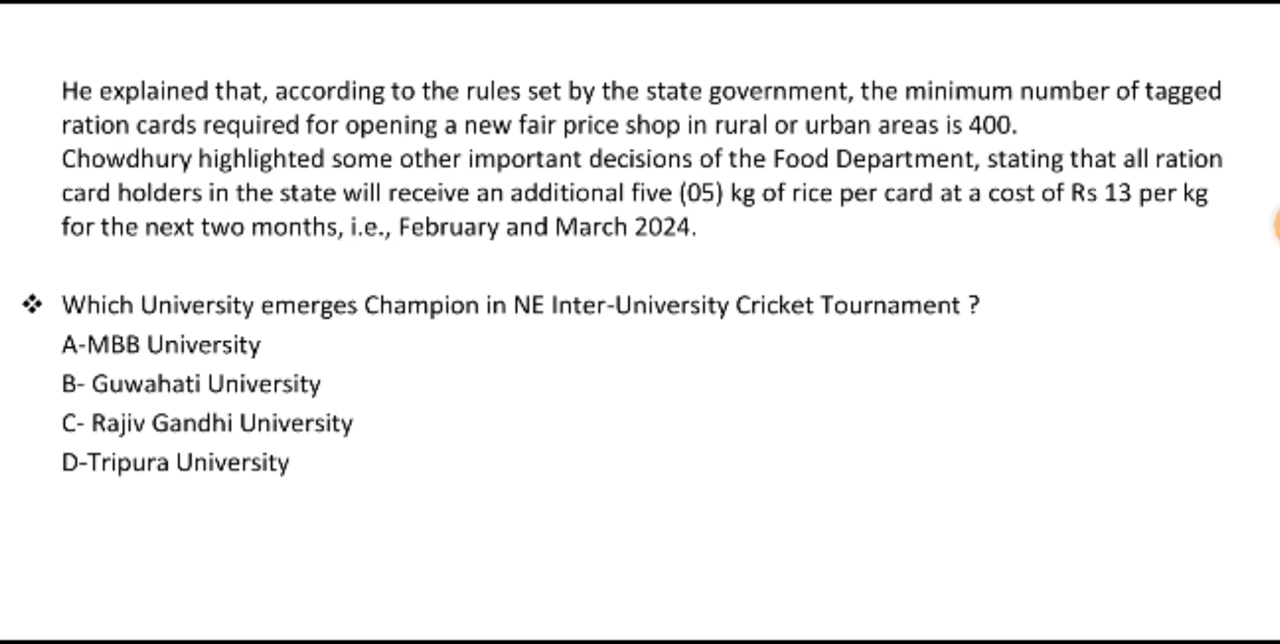 He explained that, according to the rules set by the state government, the minimum number of tagged
ration cards required for opening a new fair price shop in rural or urban areas is 400.
Chowdhury highlighted some other important decisions of the Food Department, stating that all ration
card holders in the state will receive an additional five (05) kg of rice per card at a cost of Rs 13 per kg
for the next two months, i.e., February and March 2024.
❖ Which University emerges Champion in NE Inter-University Cricket Tournament ?
A-MBB University
B- Guwahati University
C- Rajiv Gandhi University
D-Tripura University